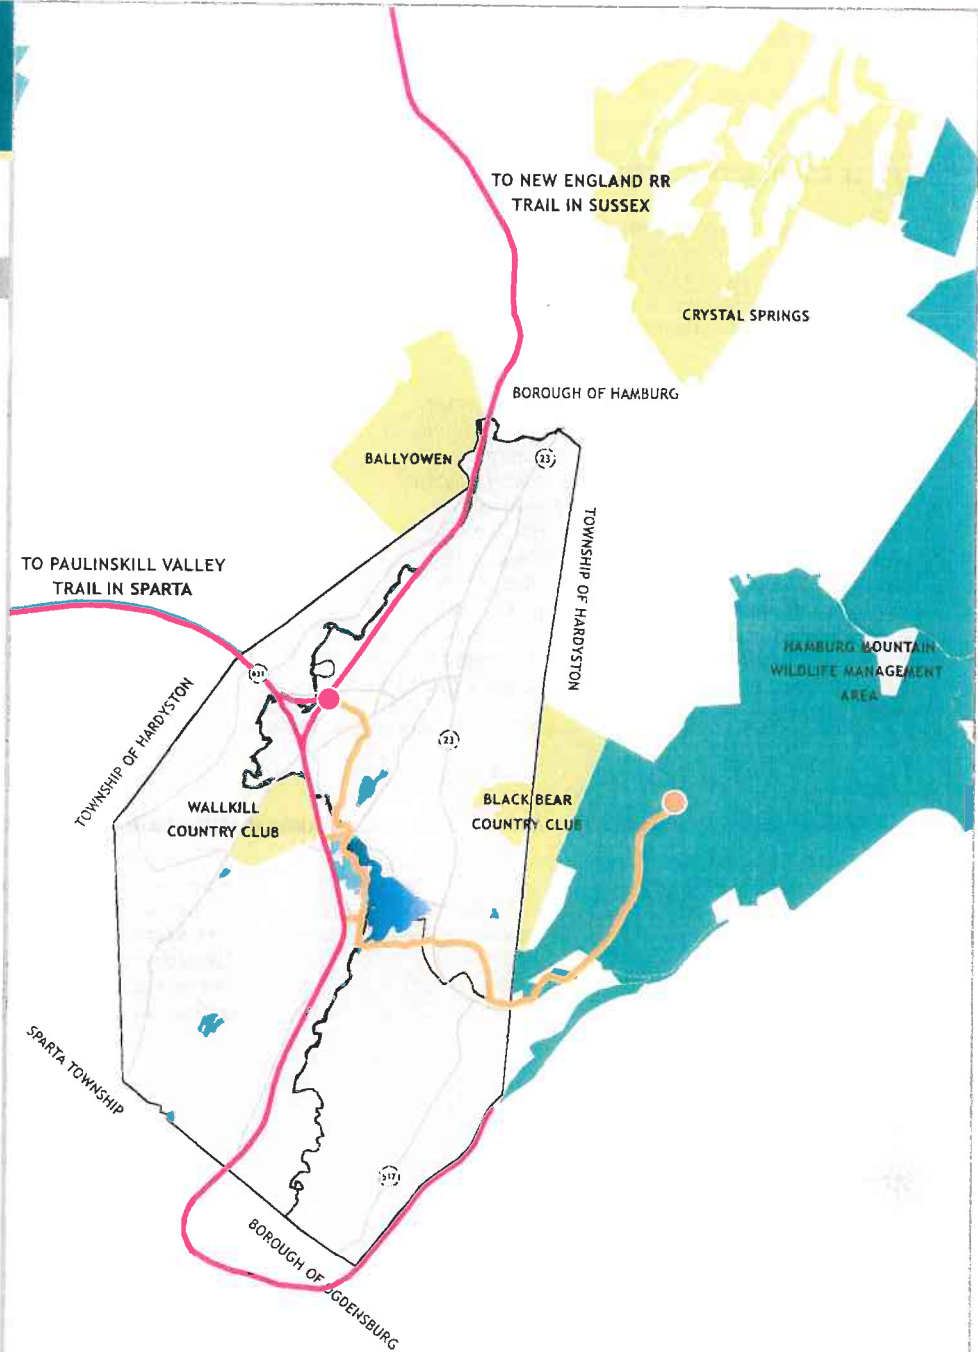 TO NEW ENGLAND RR
TRAIL IN SUSSEX
CRYSTAL SPRINGS
BOROUGH OF HAMBURG
BALLYOWEN
23
TOWNSHIP OF HARDYSTON
TO PAULINSKILL VALLEY
TRAIL IN SPARTA
HAMBURG MOUNTAIN
WILDLIFE MANAGEMENT
AREA
631
TOWNSHIP OF HARDYSTON
23
WALLKILL
COUNTRY CLUB
BLACK BEAR
COUNTRY CLUB
SPARTA TOWNSHIP
517
BOROUGH OF OGDENSBURG